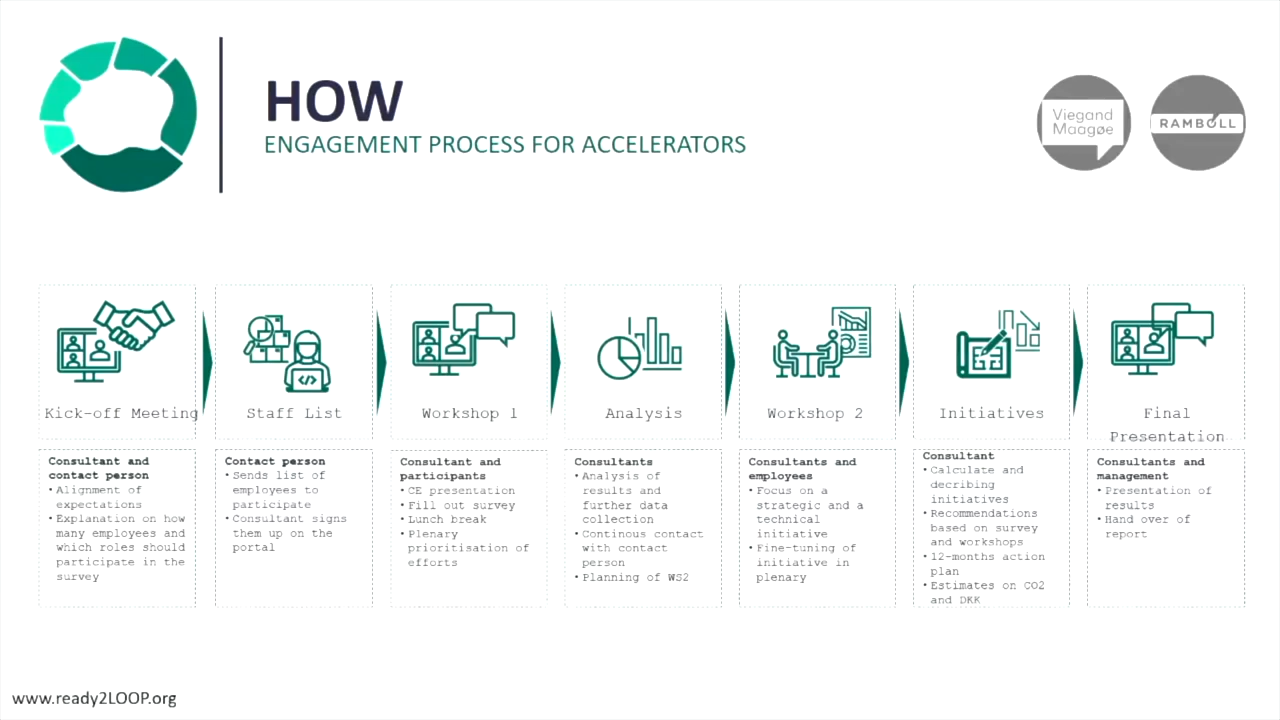 HOW
ENGAGEMENT PROCESS FOR ACCELERATORS
Viegand
Maagøe
RAMBOLL
Kick-off Meeting
Consultant and
contact person
• Alignment of
expectations
• Explanation on how
many employees and
which roles should
participate in the
survey
Staff List
Contact person
• Sends list of
employees to
participate
• Consultant signs
them up on the
portal
Workshop 1
Consultant and
participants
• CE presentation
• Fill out survey
• Lunch break
• Plenary
prioritisation of
efforts
Analysis
Consultants
• Analysis of
results and
further data
collection
• Continous contact
with contact
person
• Planning of WS2
Workshop 2
Consultants and
employees
• Focus on a
strategic and a
technical
initiative
• Fine-tuning of
initiative in
plenary
Initiatives
Consultant
• Calculate and
decribing
initiatives
• Recommendations
based on survey
and workshops
• 12-months action
plan
• Estimates on CO2
and DKK
Final
Presentation
Consultants and
management
• Presentation of
results
• Hand over of
report
www.ready2LOOP.org